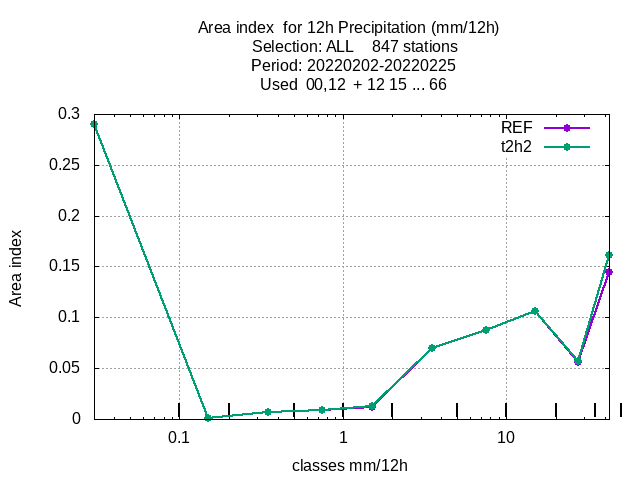 Area index  for 12h Precipitation (mm/12h)
Selection: ALL    847 stations
Period: 20220202-20220225
Used  00,12  + 12 15 ... 66
REF
t2h2
Area index
0.3
0.25
0.2
0.15
0.1
0.05
0
0.1 1 10
classes mm/12h